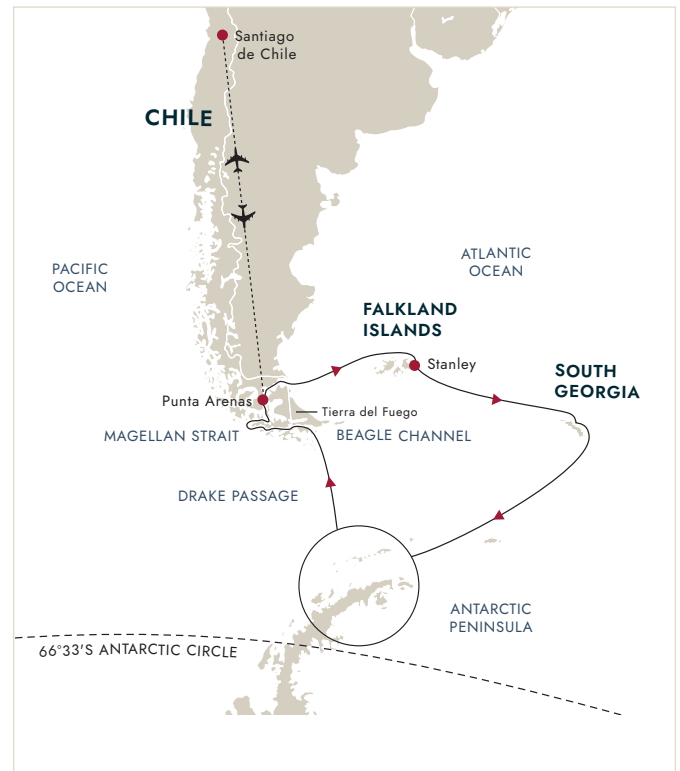 Santiago
de Chile
CHILE
PACIFIC
OCEAN
ATLANTIC
OCEAN
FALKLAND
ISLANDS
Stanley
SOUTH
GEORGIA
Punta Arenas
Tierra del Fuego
MAGELLAN STRAIT
BEAGLE CHANNEL
DRAKE PASSAGE
ANTARCTIC
PENINSULA
66°33'S ANTARCTIC CIRCLE